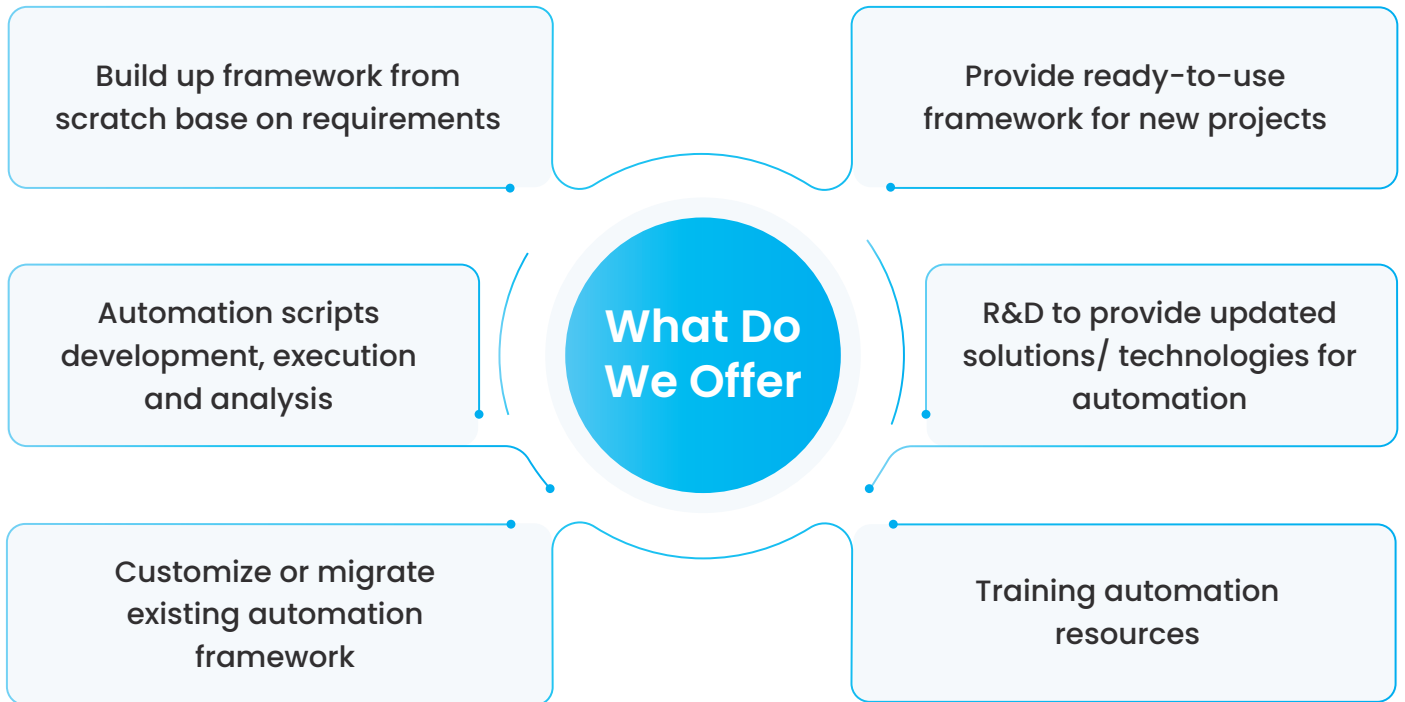 Build up framework from
scratch base on requirements
Provide ready-to-use
framework for new projects
What Do
We Offer
Automation scripts
development, execution
and analysis
R&D to provide updated
solutions/ technologies for
automation
Customize or migrate
existing automation
framework
Training automation
resources